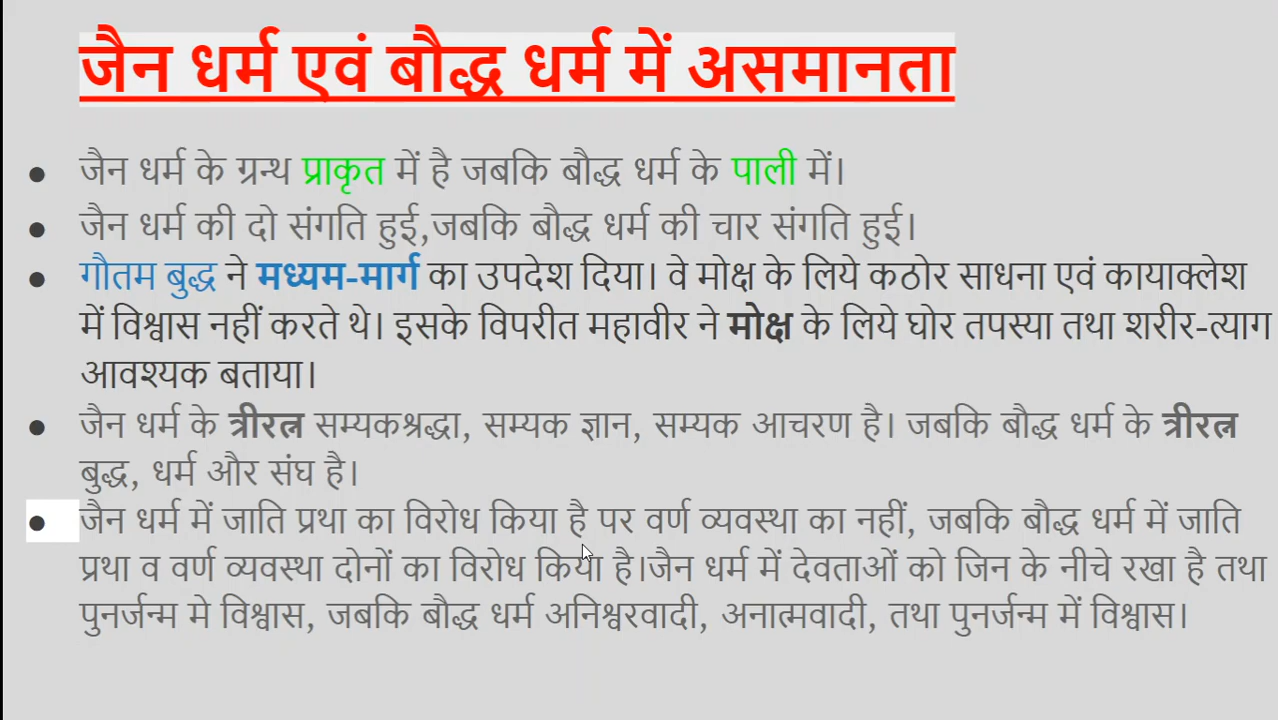 जैन धर्म एवं बौद्ध धर्म में असमानता
● जैन धर्म के ग्रन्थ प्राकृत में है जबकि बौद्ध धर्म के पाली में।
● जैन धर्म की दो संगति हुई,जबकि बौद्ध धर्म की चार संगति हुई।
● गौतम बुद्ध ने मध्यम-मार्ग का उपदेश दिया। वे मोक्ष के लिये कठोर साधना एवं कायाक्लेश
में विश्वास नहीं करते थे। इसके विपरीत महावीर ने मोक्ष के लिये घोर तपस्या तथा शरीर-त्याग
आवश्यक बताया।
● जैन धर्म के त्रीरत्न सम्यकश्रद्धा, सम्यक ज्ञान, सम्यक आचरण है। जबकि बौद्ध धर्म के त्रीरत्न
बुद्ध, धर्म और संघ है।
● जैन धर्म में जाति प्रथा का विरोध किया है पर वर्ण व्यवस्था का नहीं, जबकि बौद्ध धर्म में जाति
प्रथा व वर्ण व्यवस्था दोनों का विरोध किया है।जैन धर्म में देवताओं को जिन के नीचे रखा है तथा
पुनर्जन्म मे विश्वास, जबकि बौद्ध धर्म अनिश्वरवादी, अनात्मवादी, तथा पुनर्जन्म में विश्वास।